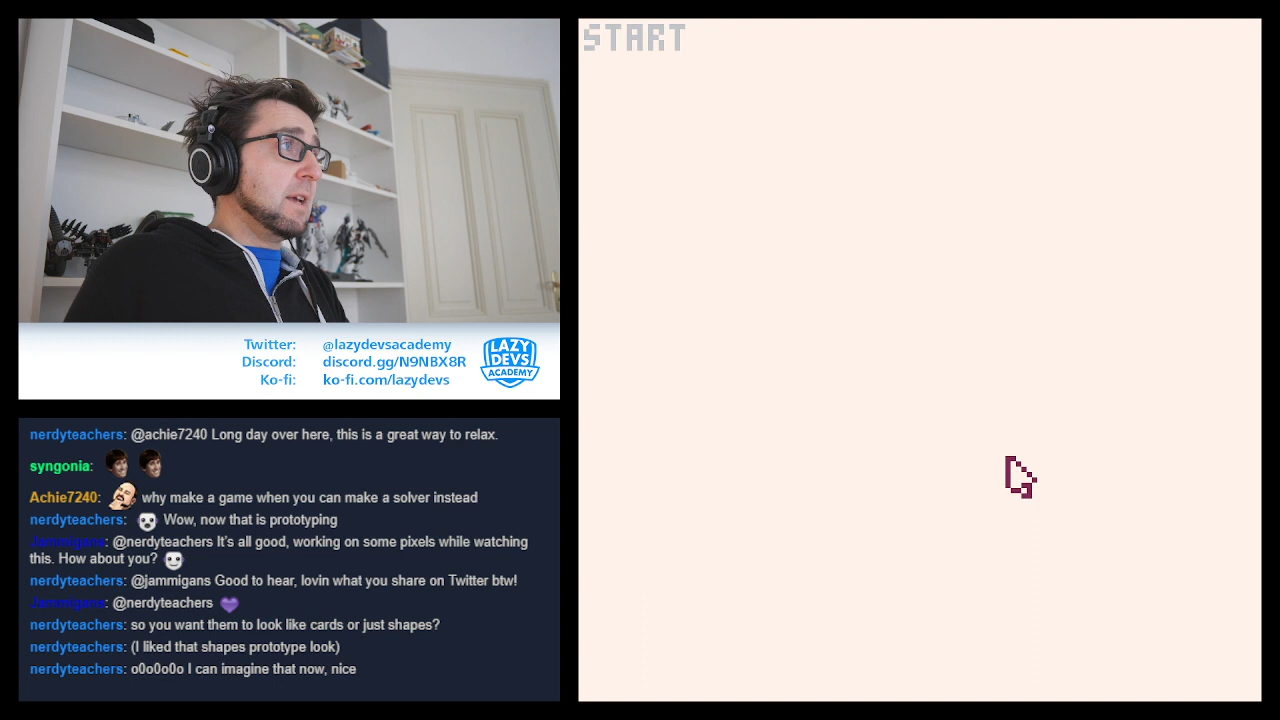 START
Twitter: @lazydevsacademy
Discord: discord.gg/N9NBX8R
Ko-fi: ko-fi.com/lazydevs
LAZY
DEVS
ACADEMY
nerdyteachers: @achie7240 Long day over here, this is a great way to relax.
syngonia:
Achie7240: why make a game when you can make a solver instead
nerdyteachers: Wow, now that is prototyping
Jammigans: @nerdyteachers It's all good, working on some pixels while watching
this. How about you?
nerdyteachers: @jammigans Good to hear, lovin what you share on Twitter btw!
Jammigans: @nerdyteachers
nerdyteachers: so you want them to look like cards or just shapes?
nerdyteachers: (I liked that shapes prototype look)
nerdyteachers: o0o0o0o I can imagine that now, nice